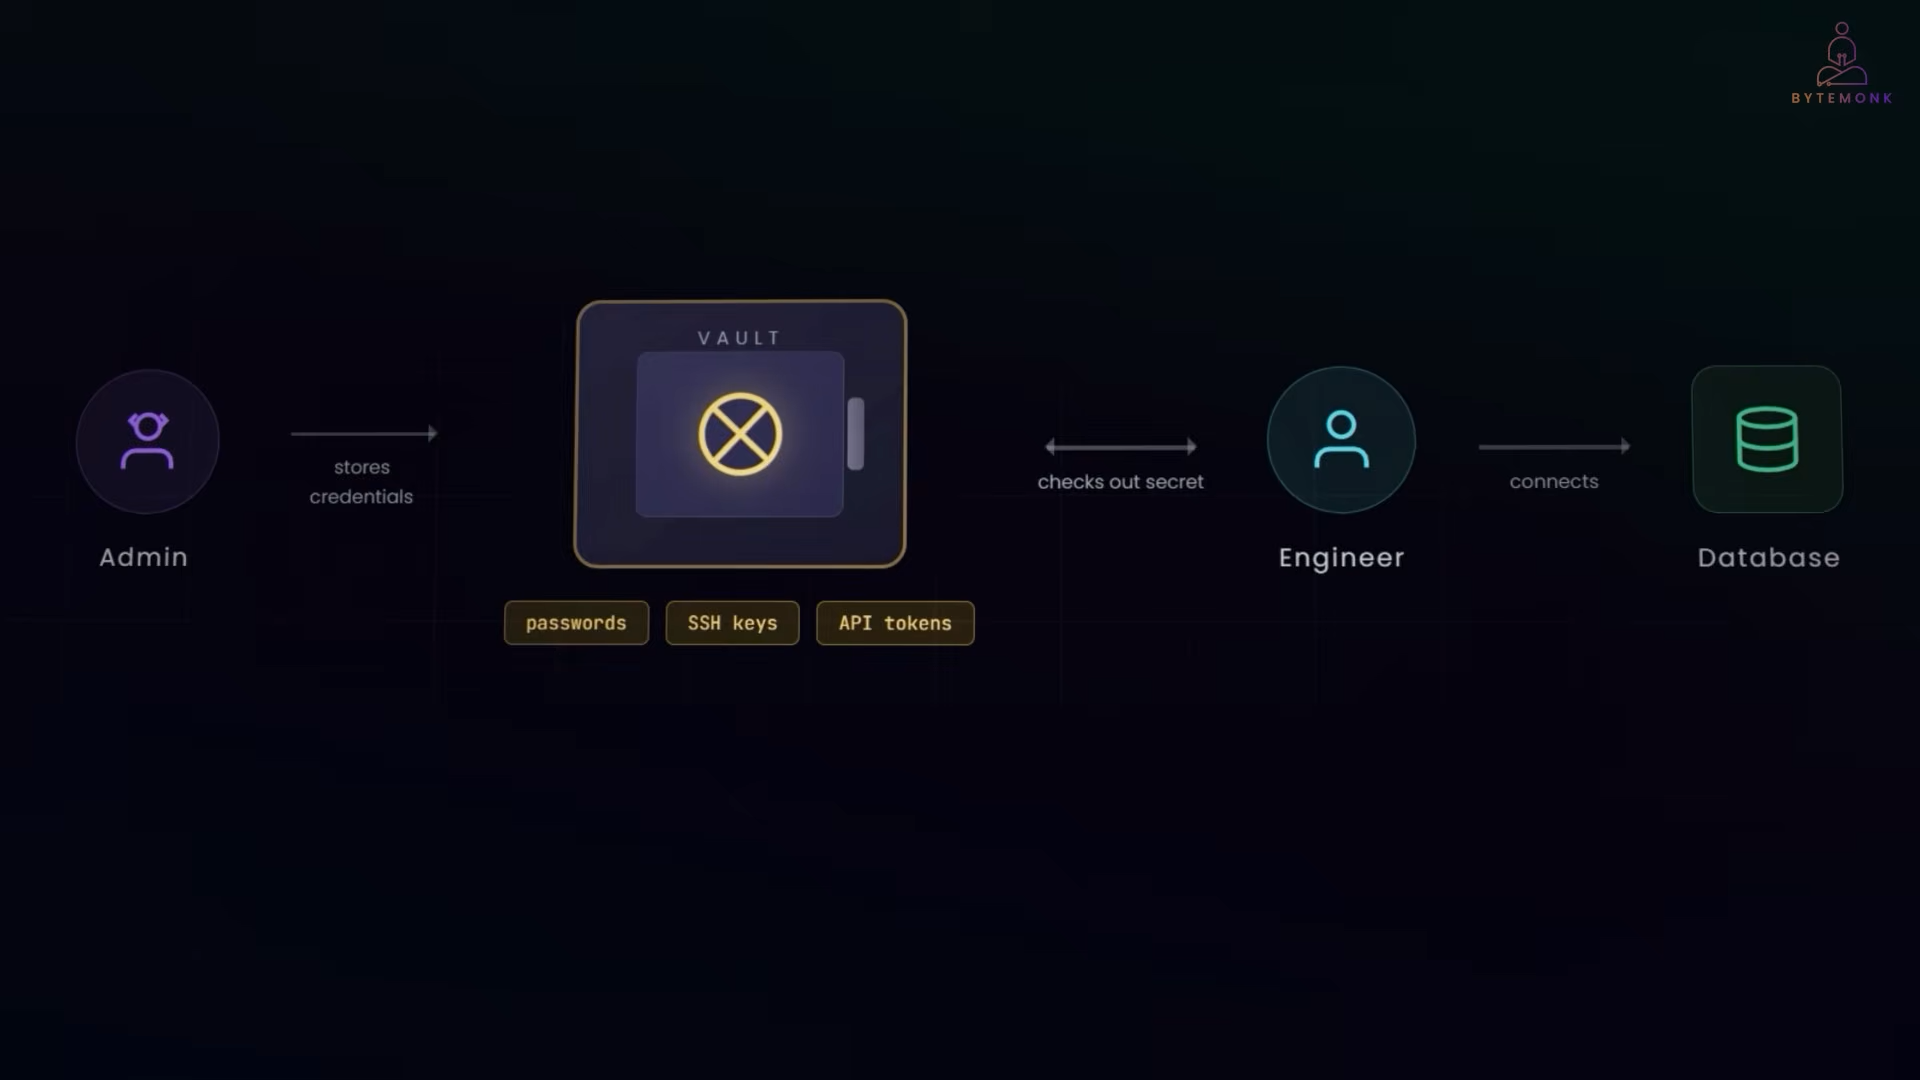 BYTEMONK
VAULT
stores
credentials
checks out secret
connects
Admin
Engineer
Database
passwords
SSH keys
API tokens